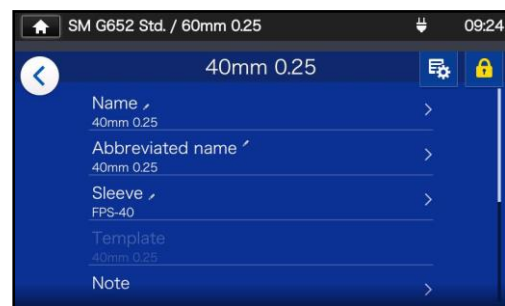 SM G652 Std. / 60mm 0.25 09:24
40mm 0.25
Name
40mm 0.25
Abbreviated name
40mm 0.25
Sleeve
FPS-40
Template
40mm 0.25
Note